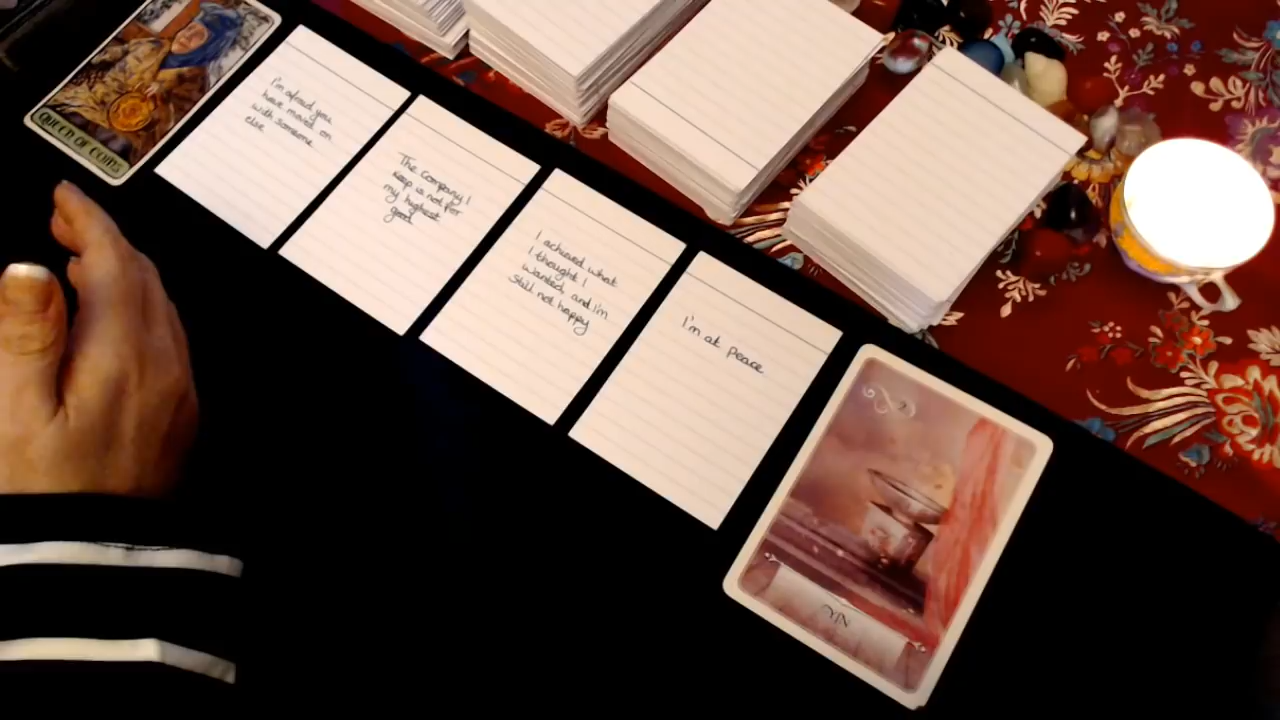 QUEEN OF COINS
I'm afraid you
have moved on
with someone
else
The Company I
keep is not for
my highest
good
I achieved what
I thought I
wanted, and I'm
still not happy
I'm at peace
YIN